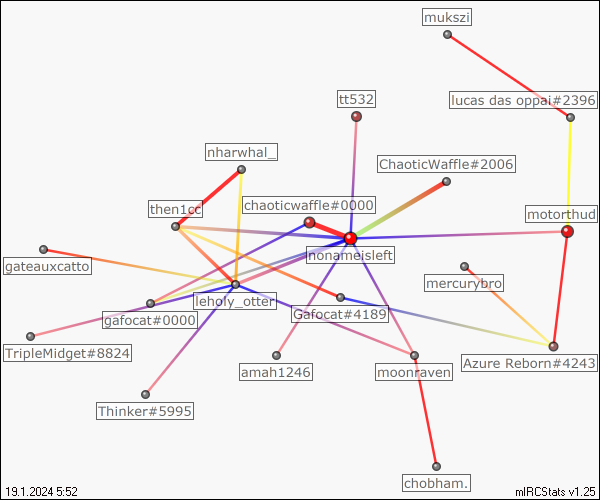 mukszi
lucas das oppai#2396
tt532
nharwhal_
ChaoticWaffle#2006
chaoticwaffle#0000
then1cc
motorthud
lnonameisleft
gateauxcatto
mercurybro
leholy_otter
gafocat#0000
Gafocat#4189
TripleMidget#8824
Azure Reborn#4243
amah1246
moonraven
Thinker#5995
chobham.
19.1.2024 5:52
mIRCStats v1.25